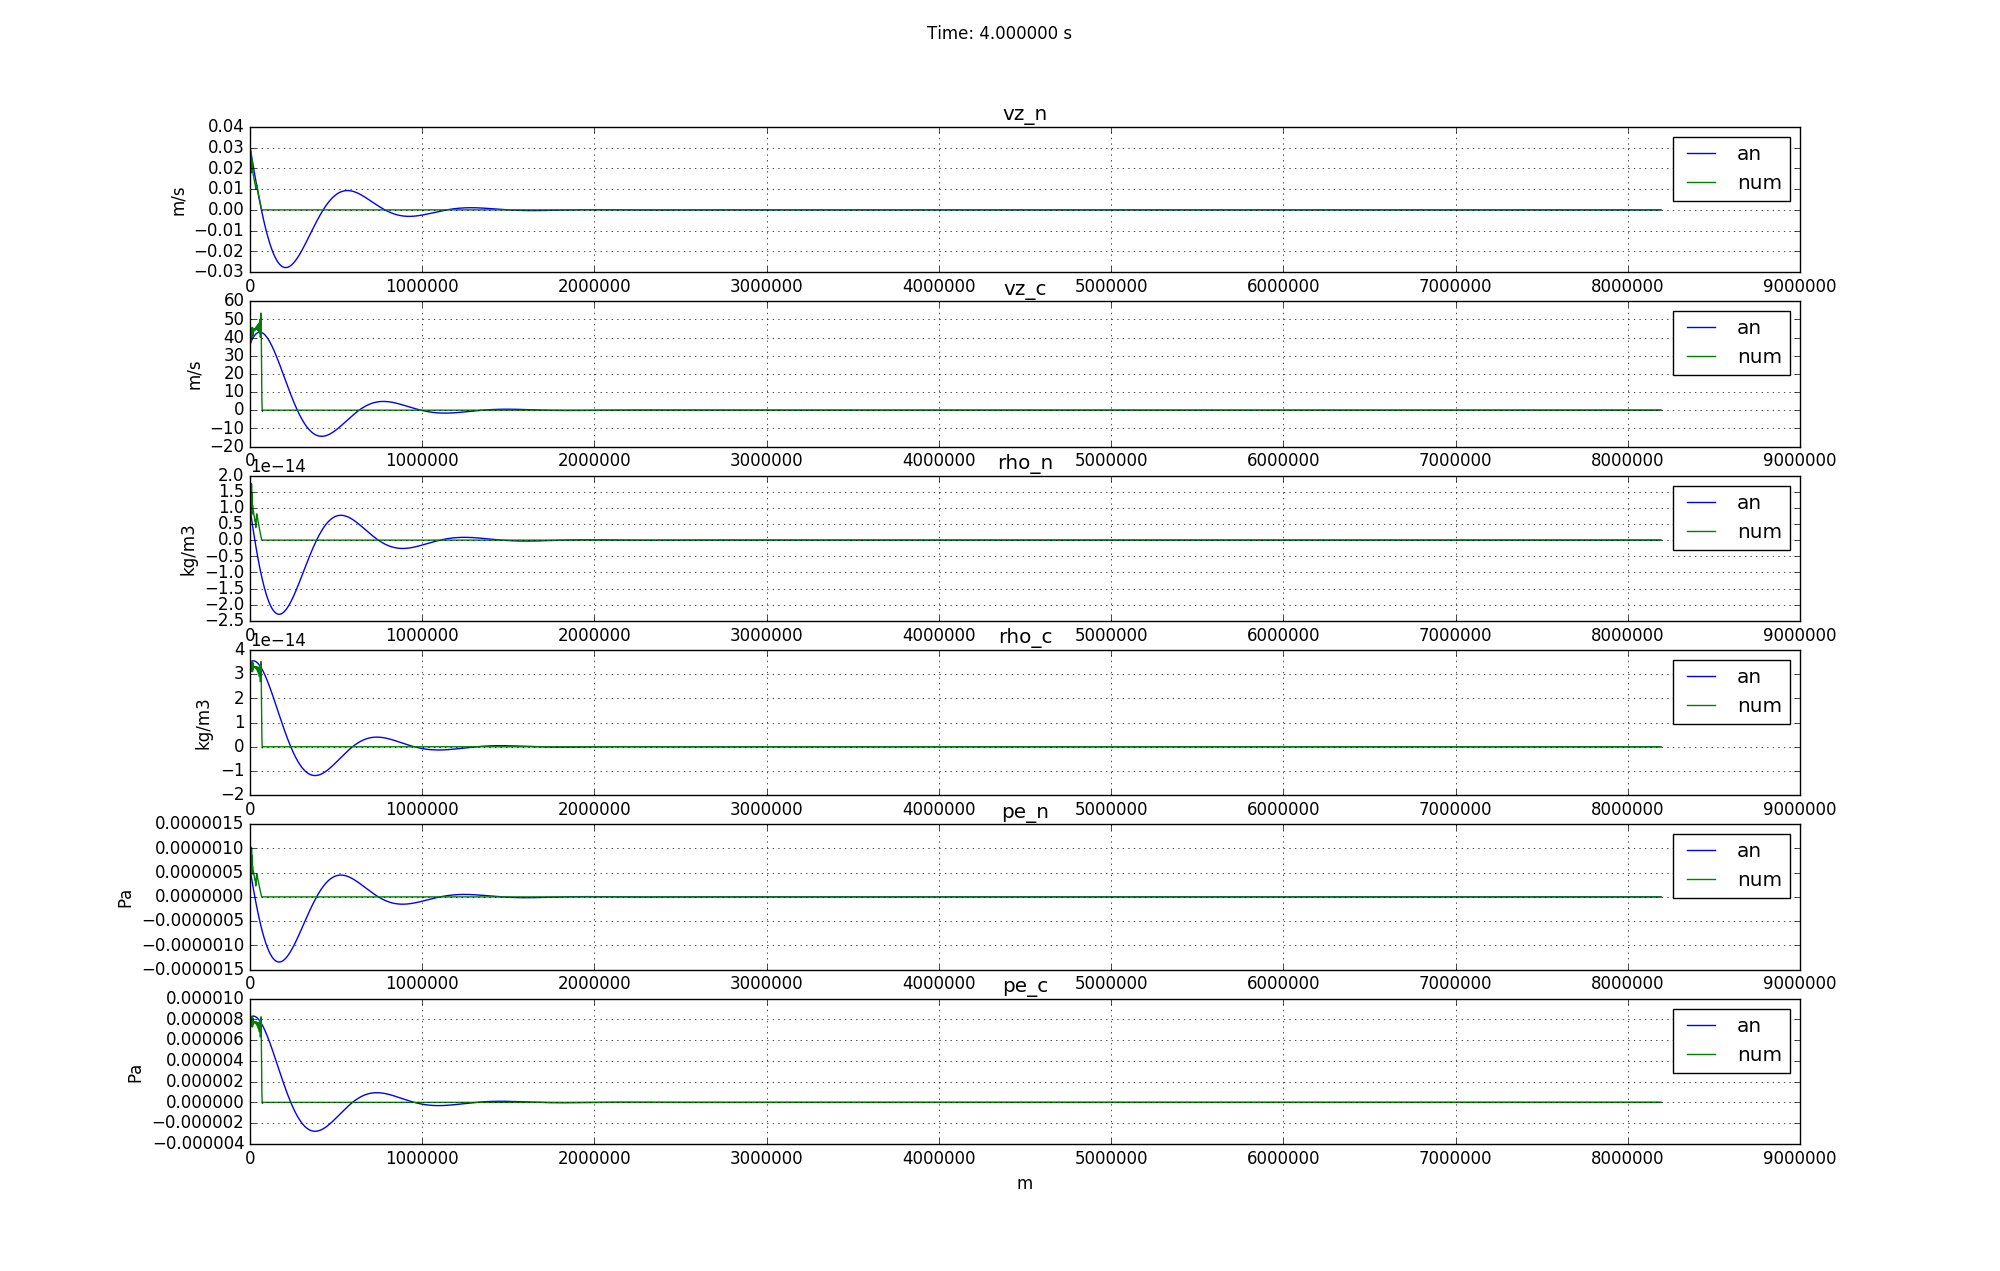 Time: 4.000000 s
vz_n
0.04
0.03
0.02
0.01
0.00
−0.01
−0.02
−0.03
m/s
an
num
0 1000000 2000000 3000000 4000000 5000000 6000000 7000000 8000000 9000000
vz_c
60
50
40
30
20
10
0
−10
−20
m/s
an
num
0 1000000 2000000 3000000 4000000 5000000 6000000 7000000 8000000 9000000
1e−14
rho_n
2.0
1.5
1.0
0.5
0.0
−0.5
−1.0
−1.5
−2.0
−2.5
kg/m3
an
num
0 1000000 2000000 3000000 4000000 5000000 6000000 7000000 8000000 9000000
1e−14
rho_c
4
3
2
1
0
−1
−2
kg/m3
an
num
0 1000000 2000000 3000000 4000000 5000000 6000000 7000000 8000000 9000000
pe_n
0.0000015
0.0000010
0.0000005
0.0000000
−0.0000005
−0.0000010
−0.0000015
Pa
an
num
0 1000000 2000000 3000000 4000000 5000000 6000000 7000000 8000000 9000000
pe_c
0.000010
0.000008
0.000006
0.000004
0.000002
0.000000
−0.000002
−0.000004
Pa
an
num
0 1000000 2000000 3000000 4000000 5000000 6000000 7000000 8000000 9000000
m